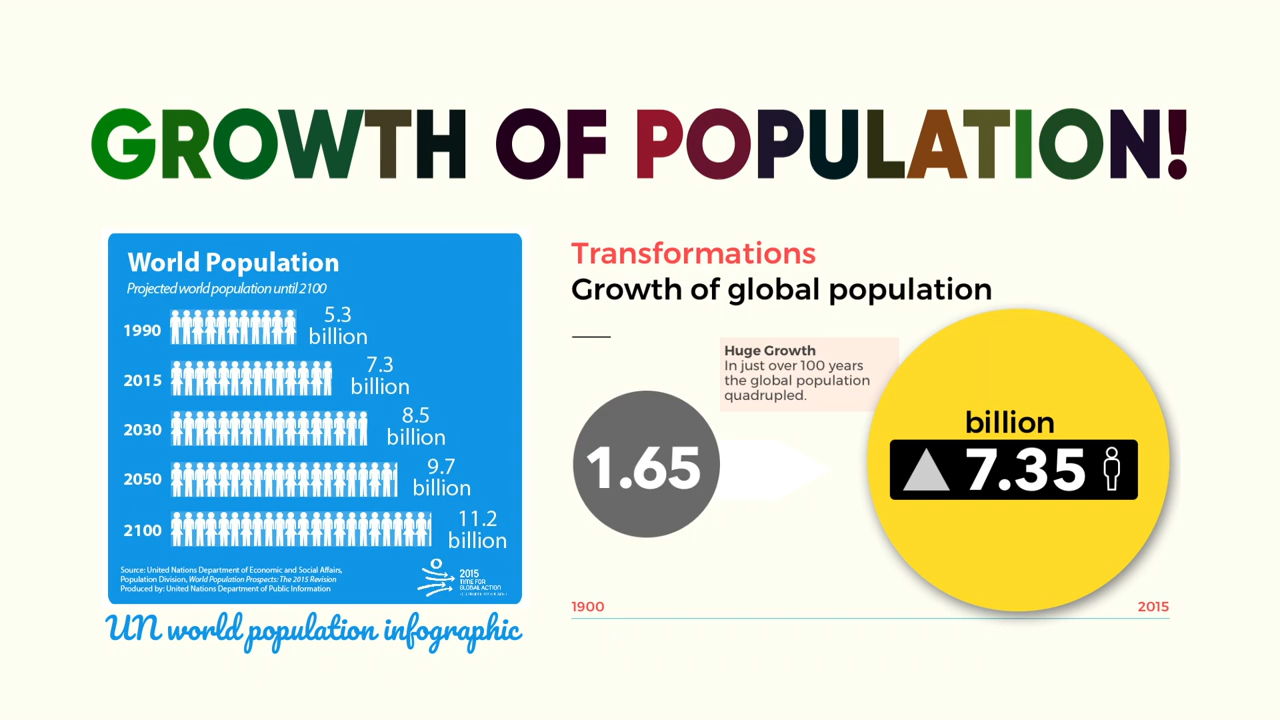 GROWTH OF POPULATION!
World Population
Projected world population until 2100
1990
5.3
billion
2015
7.3
billion
2030
8.5
billion
2050
9.7
billion
2100
11.2
billion
Source: United Nations Department of Economic and Social Affairs,
Population Division, World Population Prospects: The 2015 Revision
Produced by: United Nations Department of Public Information
2015
TIME FOR
GLOBAL ACTION
UN world population infographic
Transformations
Growth of global population
Huge Growth
In just over 100 years
the global population
quadrupled.
1.65
billion
7.35
1900
2015